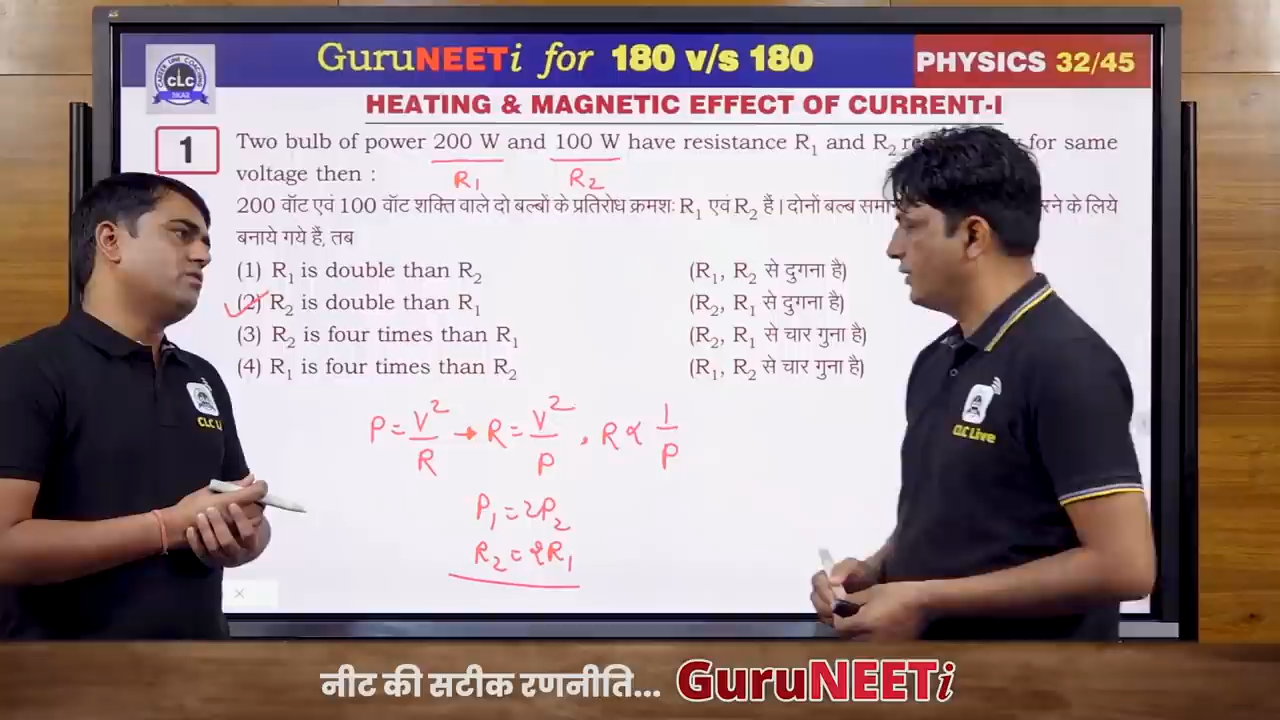 GuruNEETi for 180 v/s 180
PHYSICS 32/45
CLC
HEATING & MAGNETIC EFFECT OF CURRENT-I
1
Two bulb of power 200 W and 100 W have resistance R₁ and R₂ for same
voltage then :
R₁ R₂
200 वॉट एवं 100 वॉट शक्ति वाले दो बल्बों के प्रतिरोध क्रमशः R₁ एवं R₂ हैं। दोनों बल्ब के लिये
बनाये गये हैं, तब
(1) R₁ is double than R₂ (R₁, R₂ से दुगना है)
(2) R₂ is double than R₁ (R₂, R₁ से दुगना है)
(3) R₂ is four times than R₁ (R₂, R₁ से चार गुना है)
(4) R₁ is four times than R₂ (R₁, R₂ से चार गुना है)
P = V²/R → R = V²/P , R ∝ 1/P
P₁ = 2P₂
R₂ = 2R₁
CLC Live
नीट की सटीक रणनीति... GuruNEETi